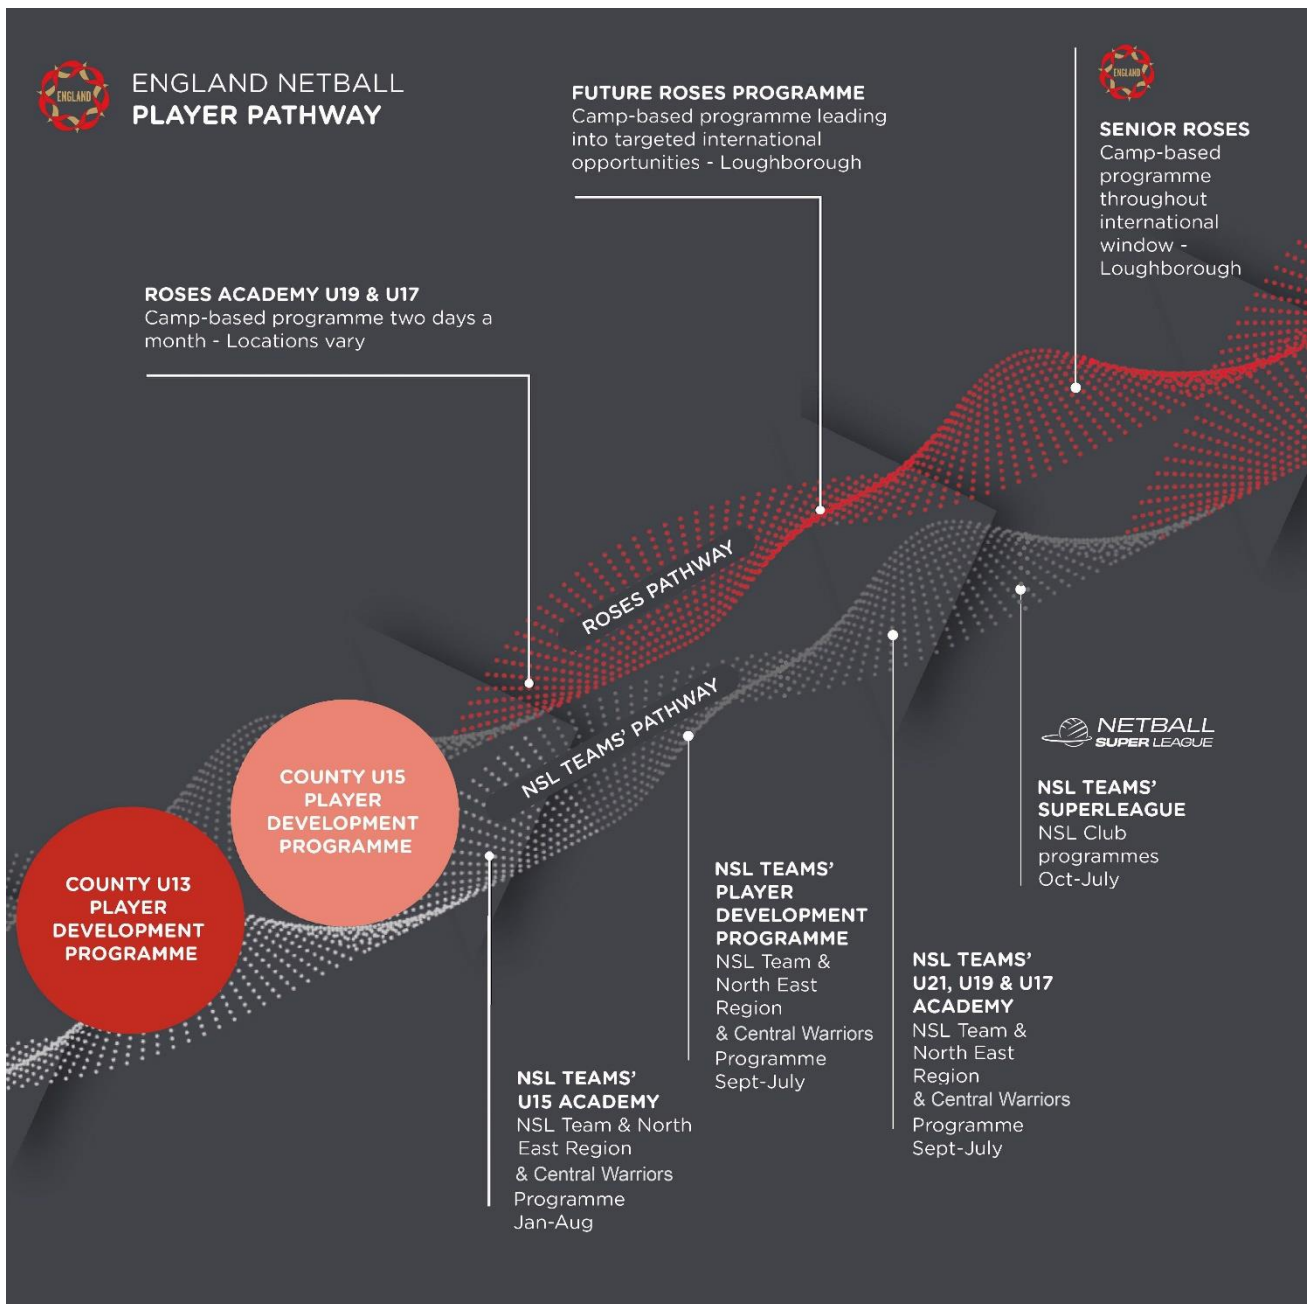 ENGLAND
ENGLAND NETBALL
PLAYER PATHWAY
FUTURE ROSES PROGRAMME
Camp-based programme leading
into targeted international
opportunities - Loughborough
ENGLAND
SENIOR ROSES
Camp-based
programme
throughout
international
window -
Loughborough
ROSES ACADEMY U19 & U17
Camp-based programme two days a
month - Locations vary
ROSES PATHWAY
NSL TEAMS' PATHWAY
COUNTY U15
PLAYER
DEVELOPMENT
PROGRAMME
COUNTY U13
PLAYER
DEVELOPMENT
PROGRAMME
NSL TEAMS'
U15 ACADEMY
NSL Team & North
East Region
& Central Warriors
Programme
Jan-Aug
NSL TEAMS'
PLAYER
DEVELOPMENT
PROGRAMME
NSL Team &
North East
Region
& Central Warriors
Programme
Sept-July
NSL TEAMS'
U21, U19 & U17
ACADEMY
NSL Team &
North East
Region
& Central Warriors
Programme
Sept-July
NETBALL
SUPER LEAGUE
NSL TEAMS'
SUPERLEAGUE
NSL Club
programmes
Oct-July